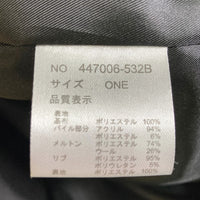 NO 447006-532B
サイズ ONE
品質表示
表地
基布 ポリエステル 100%
パイル部分 アクリル 94%
ポリエステル 6%
メルトン ポリエステル 74%
ウール 26%
リブ ポリエステル 95%
ポリウレタン 5%
裏地 ポリエステル 100%